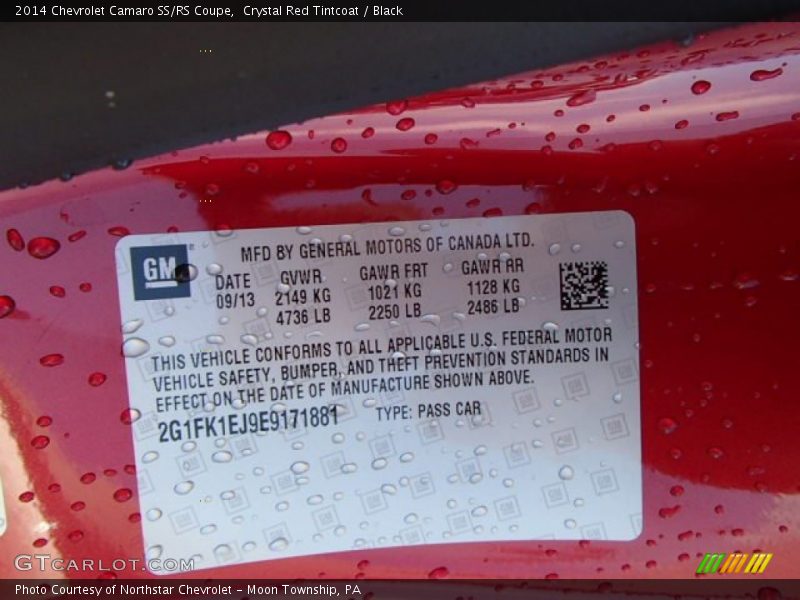 2014 Chevrolet Camaro SS/RS Coupe,  Crystal Red Tintcoat / Black
GM
MFD BY GENERAL MOTORS OF CANADA LTD.
DATE GVWR GAWR FRT GAWR RR
09/13 2149 KG 1021 KG 1128 KG
4736 LB 2250 LB 2486 LB
THIS VEHICLE CONFORMS TO ALL APPLICABLE U.S. FEDERAL MOTOR
VEHICLE SAFETY, BUMPER, AND THEFT PREVENTION STANDARDS IN
EFFECT ON THE DATE OF MANUFACTURE SHOWN ABOVE.
2G1FK1EJ9E9171881 TYPE: PASS CAR
GTCARLOT.COM
Photo Courtesy of Northstar Chevrolet - Moon Township, PA